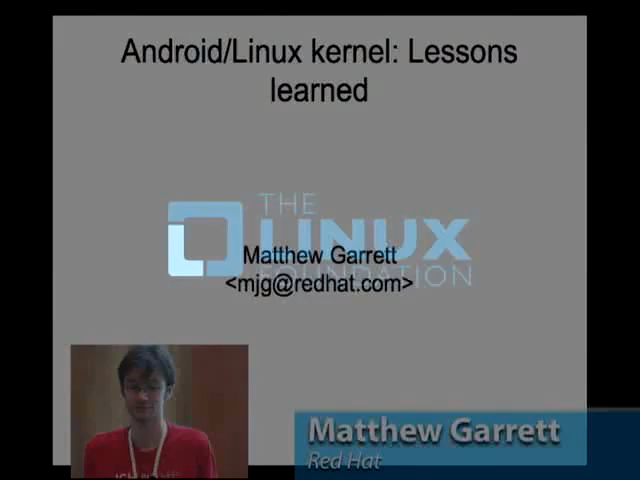 Android/Linux kernel: Lessons
learned
THE
LINUX
FOUNDATION
Matthew Garrett
<mjg@redhat.com>
Matthew Garrett
Red Hat